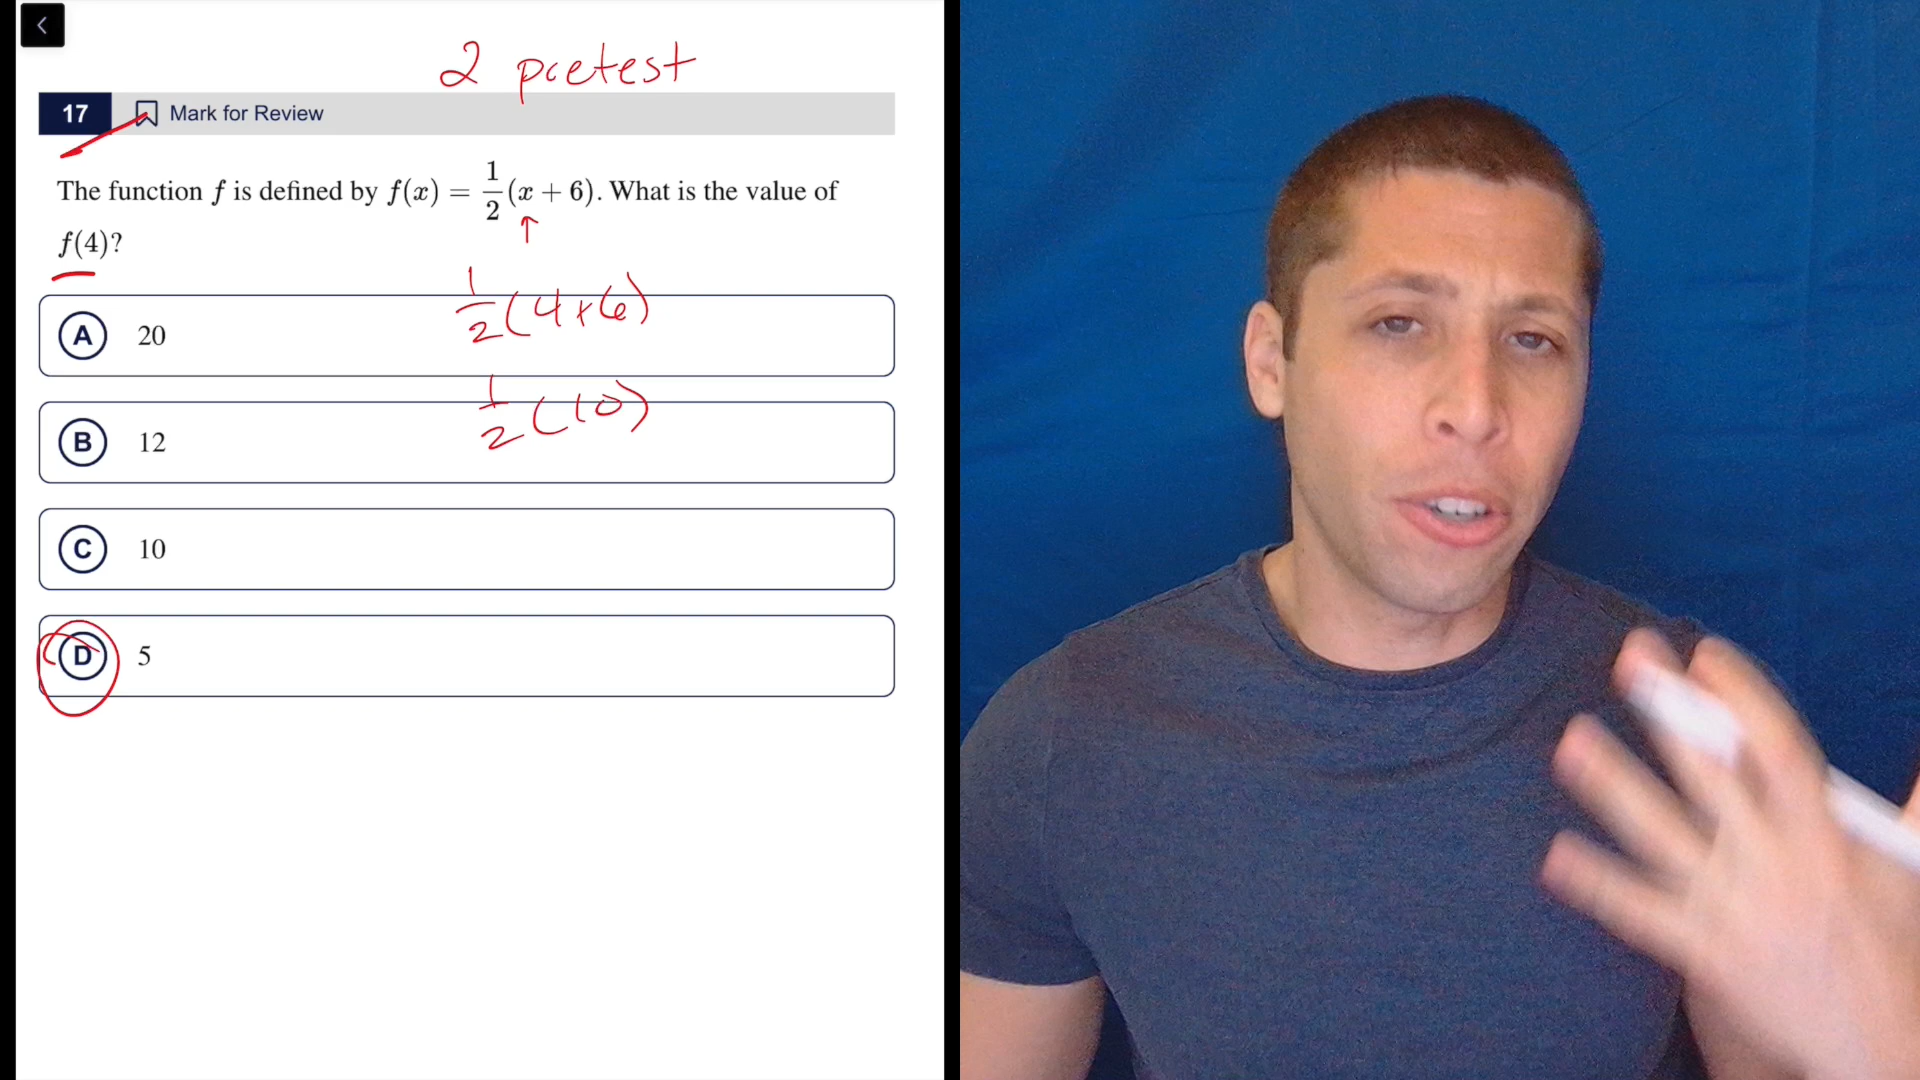 2 pretest
17 Mark for Review
The function f is defined by f(x) = 1/2 (x + 6). What is the value of
f(4)?
1/2 (4+6)
A 20
1/2 (10)
B 12
C 10
D 5